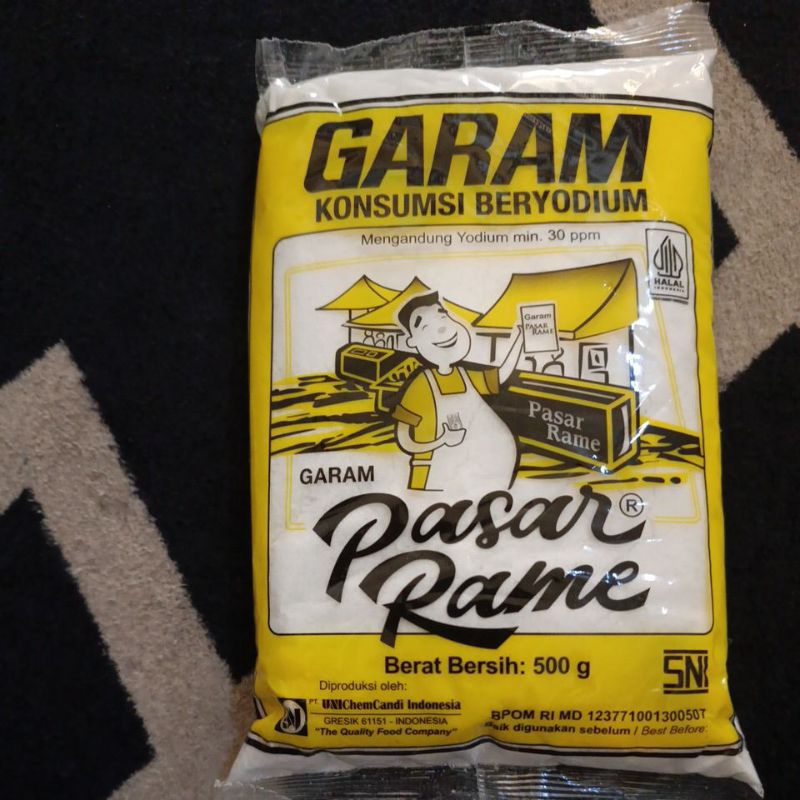 GARAM
KONSUMSI BERYODIUM
Mengandung Yodium min. 30 ppm
HALAL
INDONESIA
Garam
PASAR
RAME
Pasar
Rame
GARAM
Pasar®
Rame
Berat Bersih: 500 g
SNI
Diproduksi oleh:
PT. UNIChemCandi Indonesia
GRESIK 61151 - INDONESIA
"The Quality Food Company"
BPOM RI MD 123771001300507
Baik digunakan sebelum / Best Before: